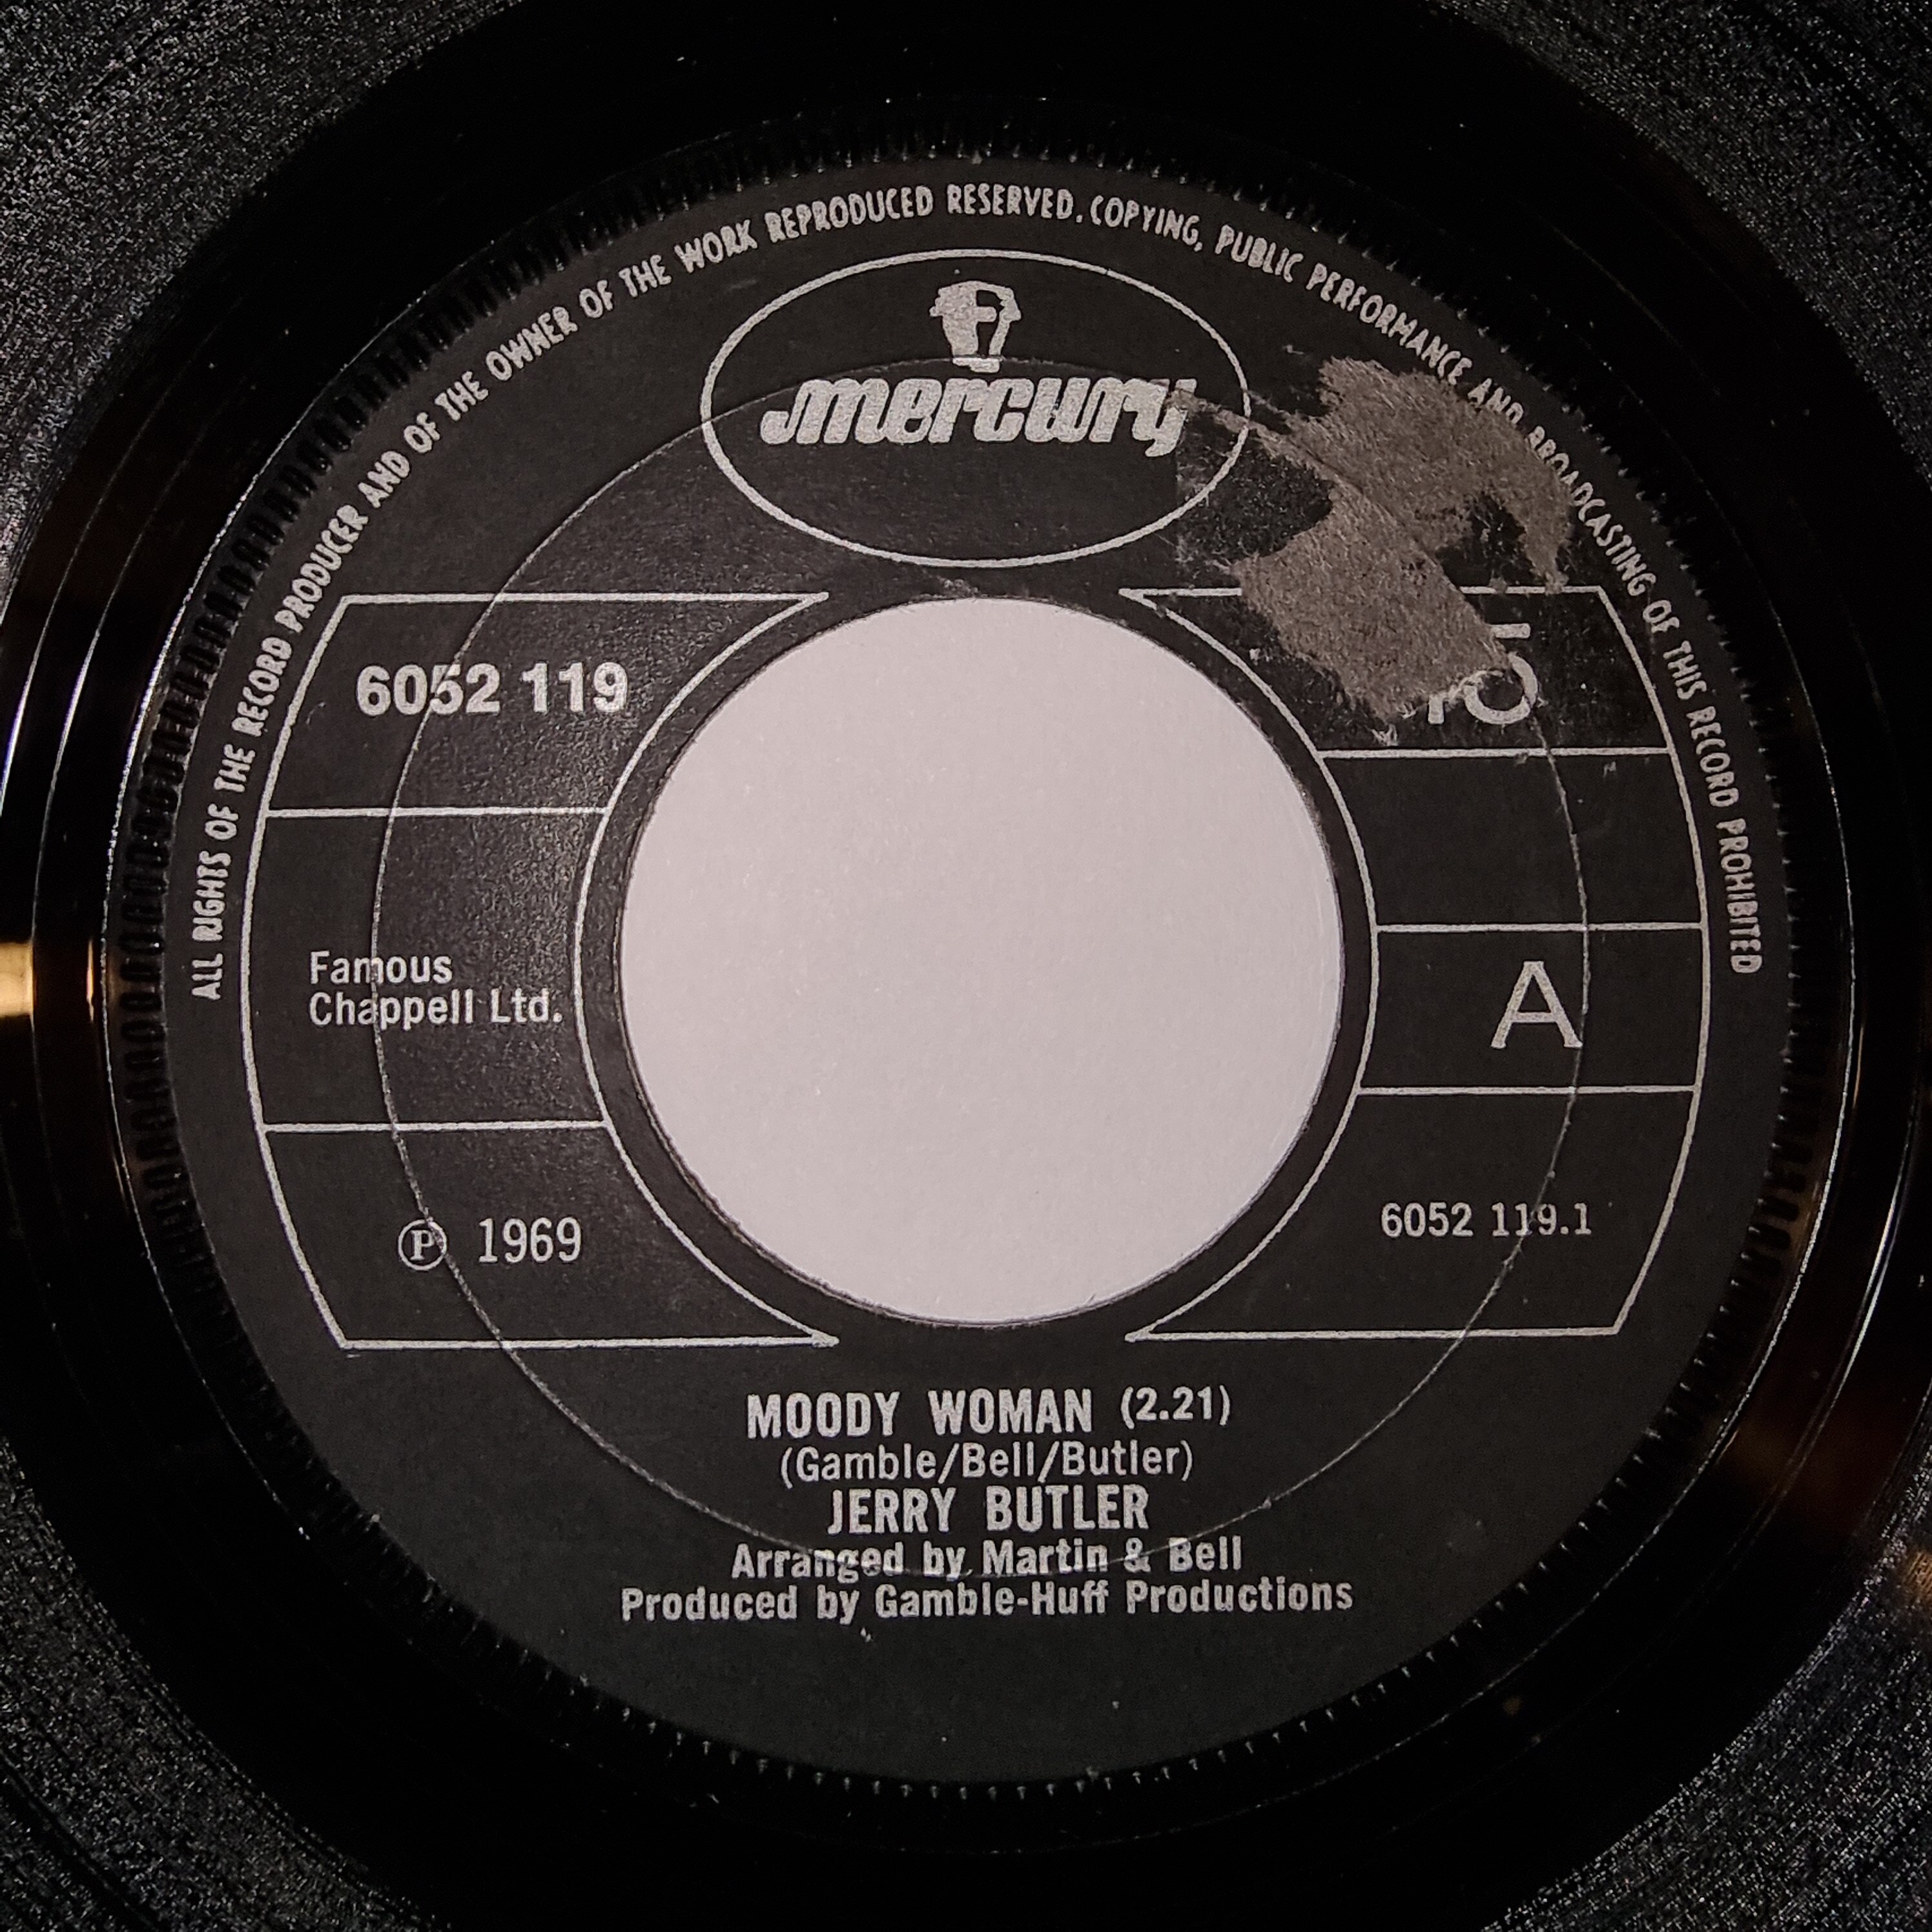 ALL RIGHTS OF THE RECORD PRODUCER AND OF THE OWNER OF THE WORK REPRODUCED RESERVED. COPYING, PUBLIC PERFORMANCE AND BROADCASTING OF THIS RECORD PROHIBITED
mercury
6052 119
Famous
Chappell Ltd.
℗ 1969
45
A
6052 119.1
MOODY WOMAN (2.21)
(Gamble/Bell/Butler)
JERRY BUTLER
Arranged by Martin & Bell
Produced by Gamble-Huff Productions